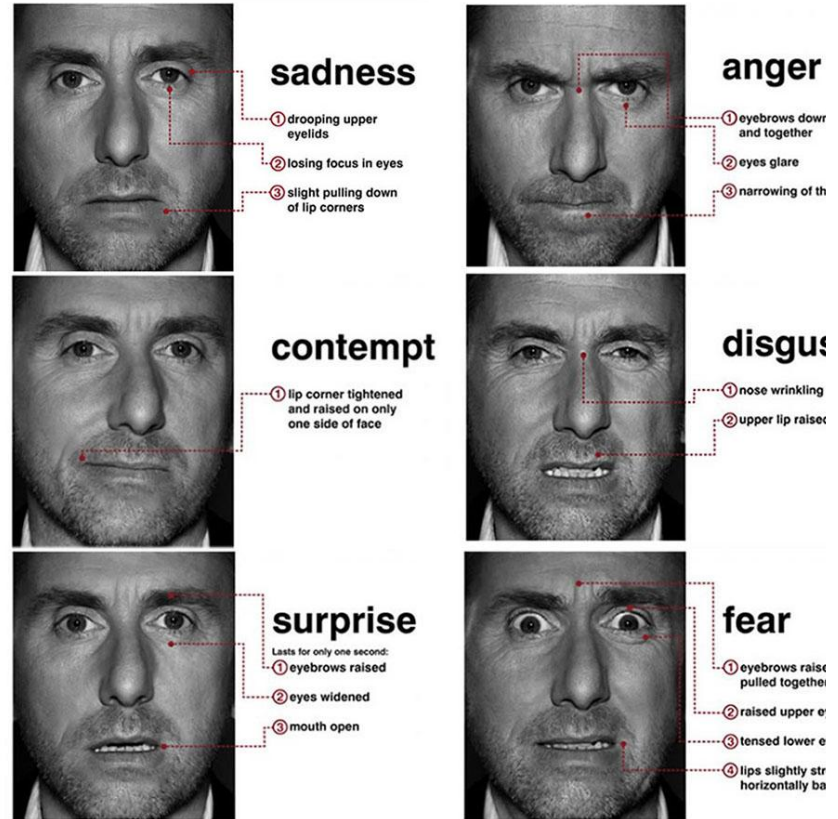 sadness
1 drooping upper
eyelids
2 losing focus in eyes
3 slight pulling down
of lip corners
anger
1 eyebrows down
and together
2 eyes glare
3 narrowing of th
contempt
1 lip corner tightened
and raised on only
one side of face
disgus
1 nose wrinkling
2 upper lip raised
surprise
Lasts for only one second:
1 eyebrows raised
2 eyes widened
3 mouth open
fear
1 eyebrows raise
pulled together
2 raised upper ey
3 tensed lower e
4 lips slightly str
horizontally ba